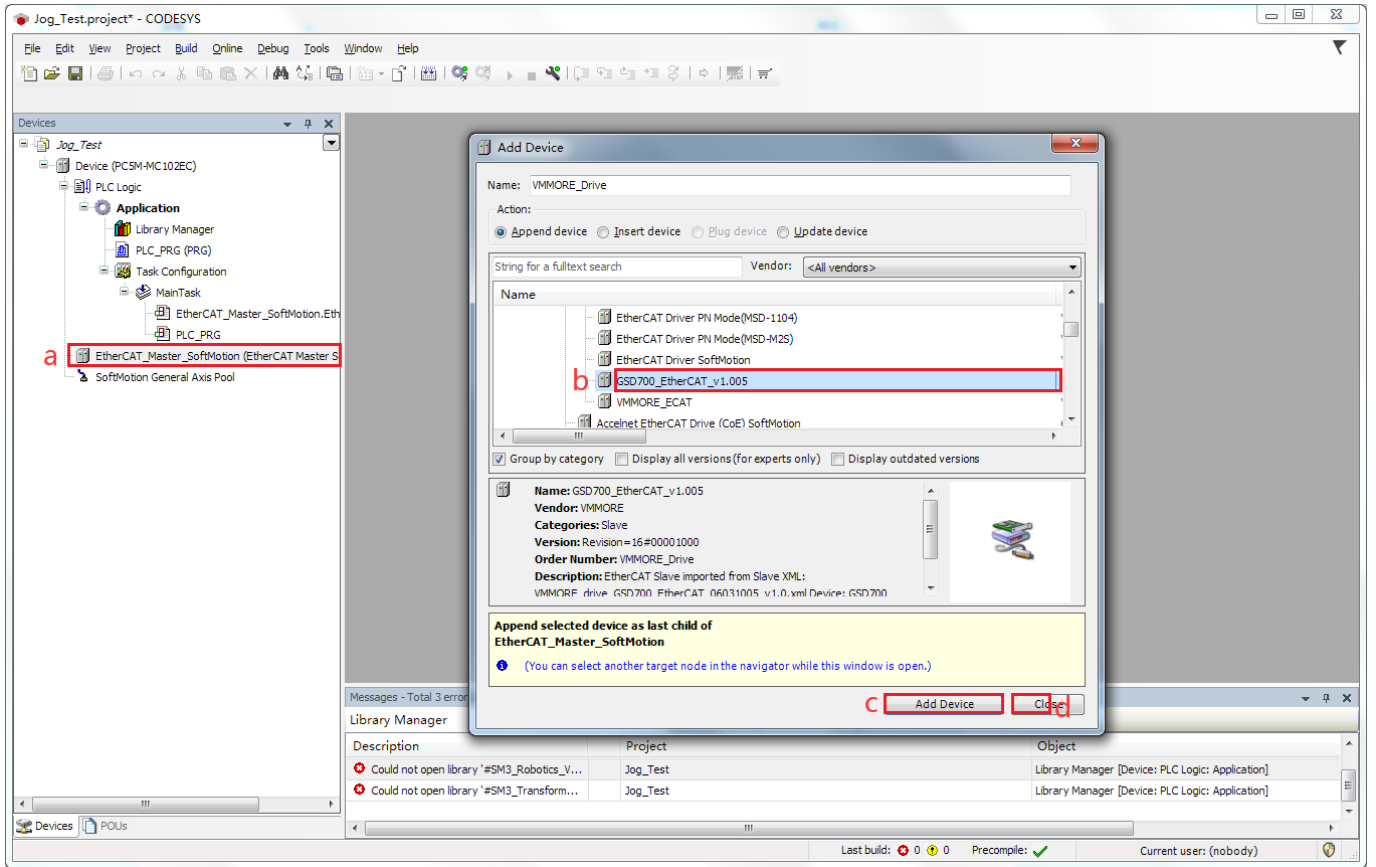 Jog_Test.project* - CODESYS
File Edit View Project Build Online Debug Tools Window Help
Devices
Jog_Test
Device (PC5M-MC102EC)
PLC Logic
Application
Library Manager
PLC_PRG (PRG)
Task Configuration
MainTask
EtherCAT_Master_SoftMotion.Eth
PLC_PRG
a EtherCAT_Master_SoftMotion (EtherCAT Master S
SoftMotion General Axis Pool
Devices POUs
Add Device
Name: VMMORE_Drive
Action:
Append device Insert device Plug device Update device
String for a fulltext search Vendor: <All vendors>
Name
EtherCAT Driver PN Mode(MSD-1104)
EtherCAT Driver PN Mode(MSD-M2S)
EtherCAT Driver SoftMotion
b GSD700_EtherCAT_v1.005
VMMORE_ECAT
Accelnet EtherCAT Drive (CoE) SoftMotion
Group by category Display all versions (for experts only) Display outdated versions
Name: GSD700_EtherCAT_v1.005
Vendor: VMMORE
Categories: Slave
Version: Revision=16#00001000
Order Number: VMMORE_Drive
Description: EtherCAT Slave imported from Slave XML:
VMMORE_drive_GSD700_EtherCAT_06031005_v1.0.xml Device: GSD700
Append selected device as last child of
EtherCAT_Master_SoftMotion
(You can select another target node in the navigator while this window is open.)
c Add Device Close d
Messages - Total 3 error
Library Manager
Description Project Object
Could not open library '#SM3_Robotics_V... Jog_Test Library Manager [Device: PLC Logic: Application]
Could not open library '#SM3_Transform... Jog_Test Library Manager [Device: PLC Logic: Application]
Last build: 0 0 Precompile: Current user: (nobody)